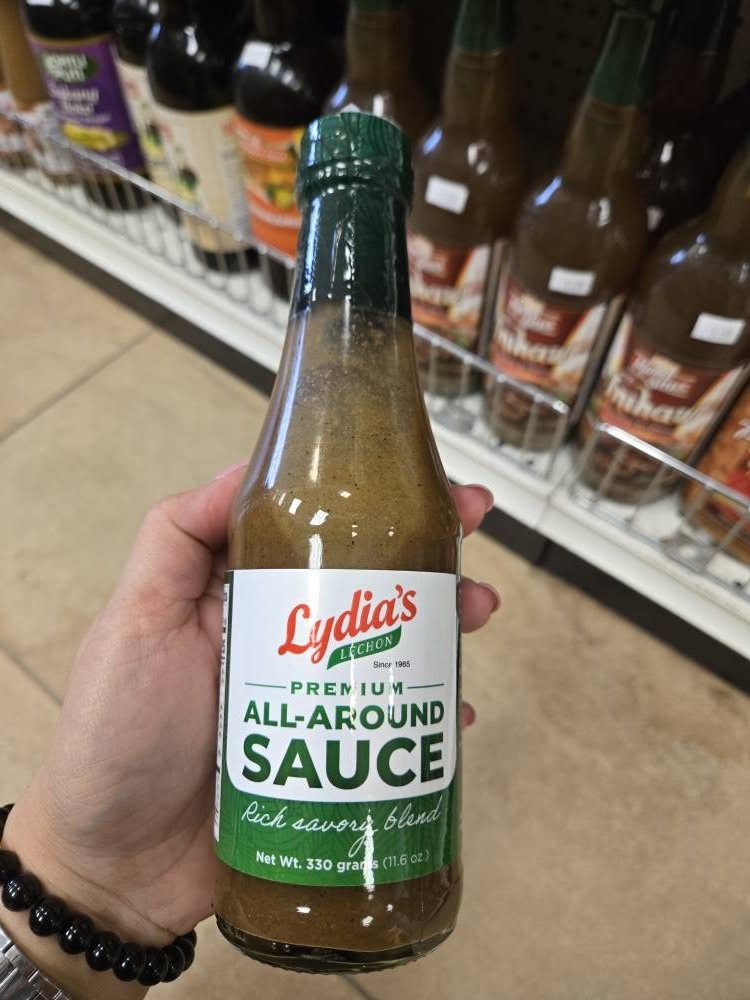 Lydia's
LECHON
Since 1965
PREMIUM
ALL-AROUND
SAUCE
Rich savory blend
Net Wt. 330 grams (11.6 oz.)